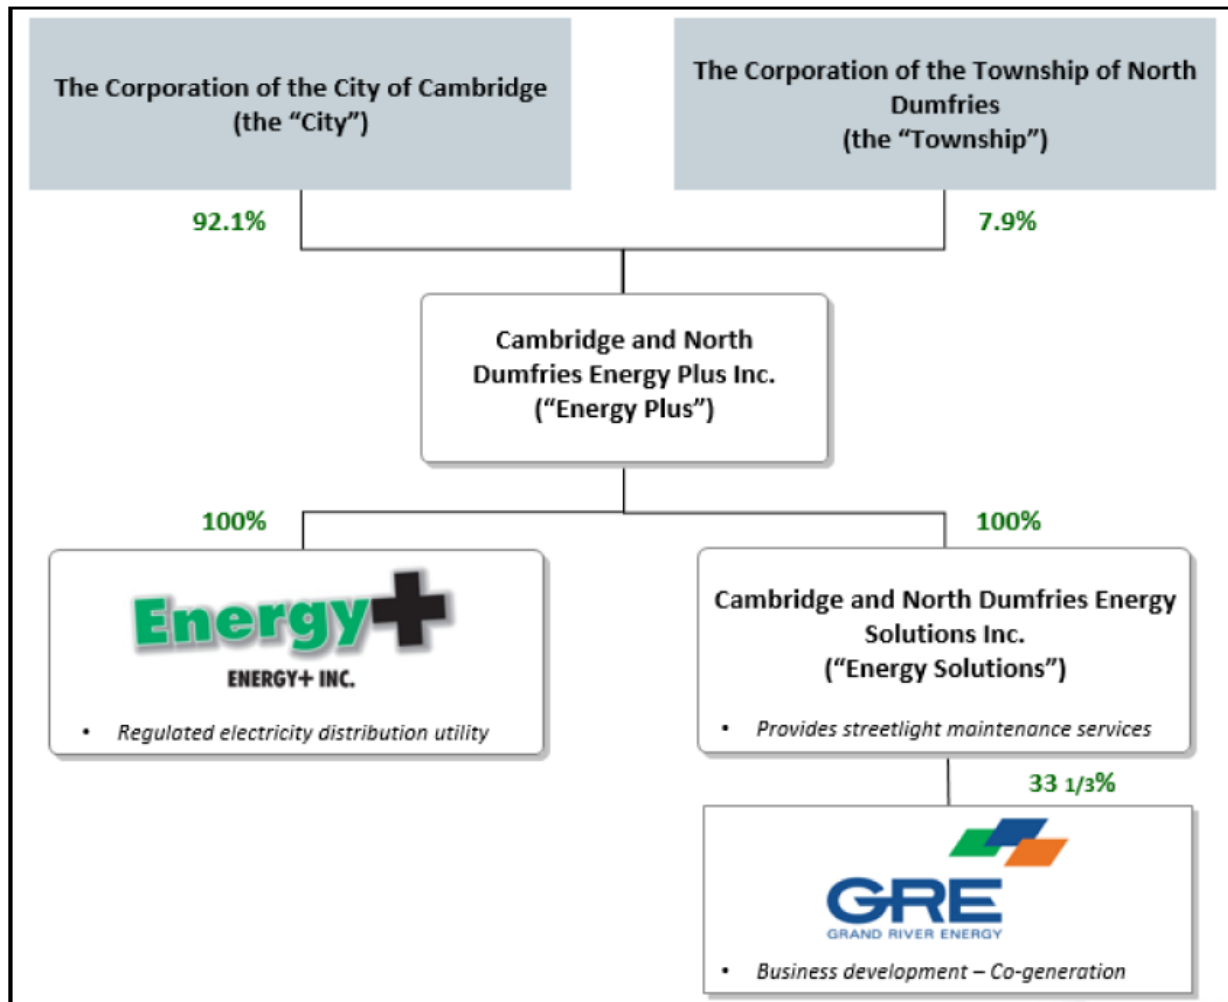 The Corporation of the City of Cambridge
(the “City”)
The Corporation of the Township of North
Dumfries
(the “Township”)
92.1%
7.9%
Cambridge and North
Dumfries Energy Plus Inc.
(“Energy Plus”)
100%
100%
Energy+
ENERGY+ INC.
• Regulated electricity distribution utility
Cambridge and North Dumfries Energy
Solutions Inc.
(“Energy Solutions”)
• Provides streetlight maintenance services
33 1/3%
GRE
GRAND RIVER ENERGY
• Business development – Co-generation